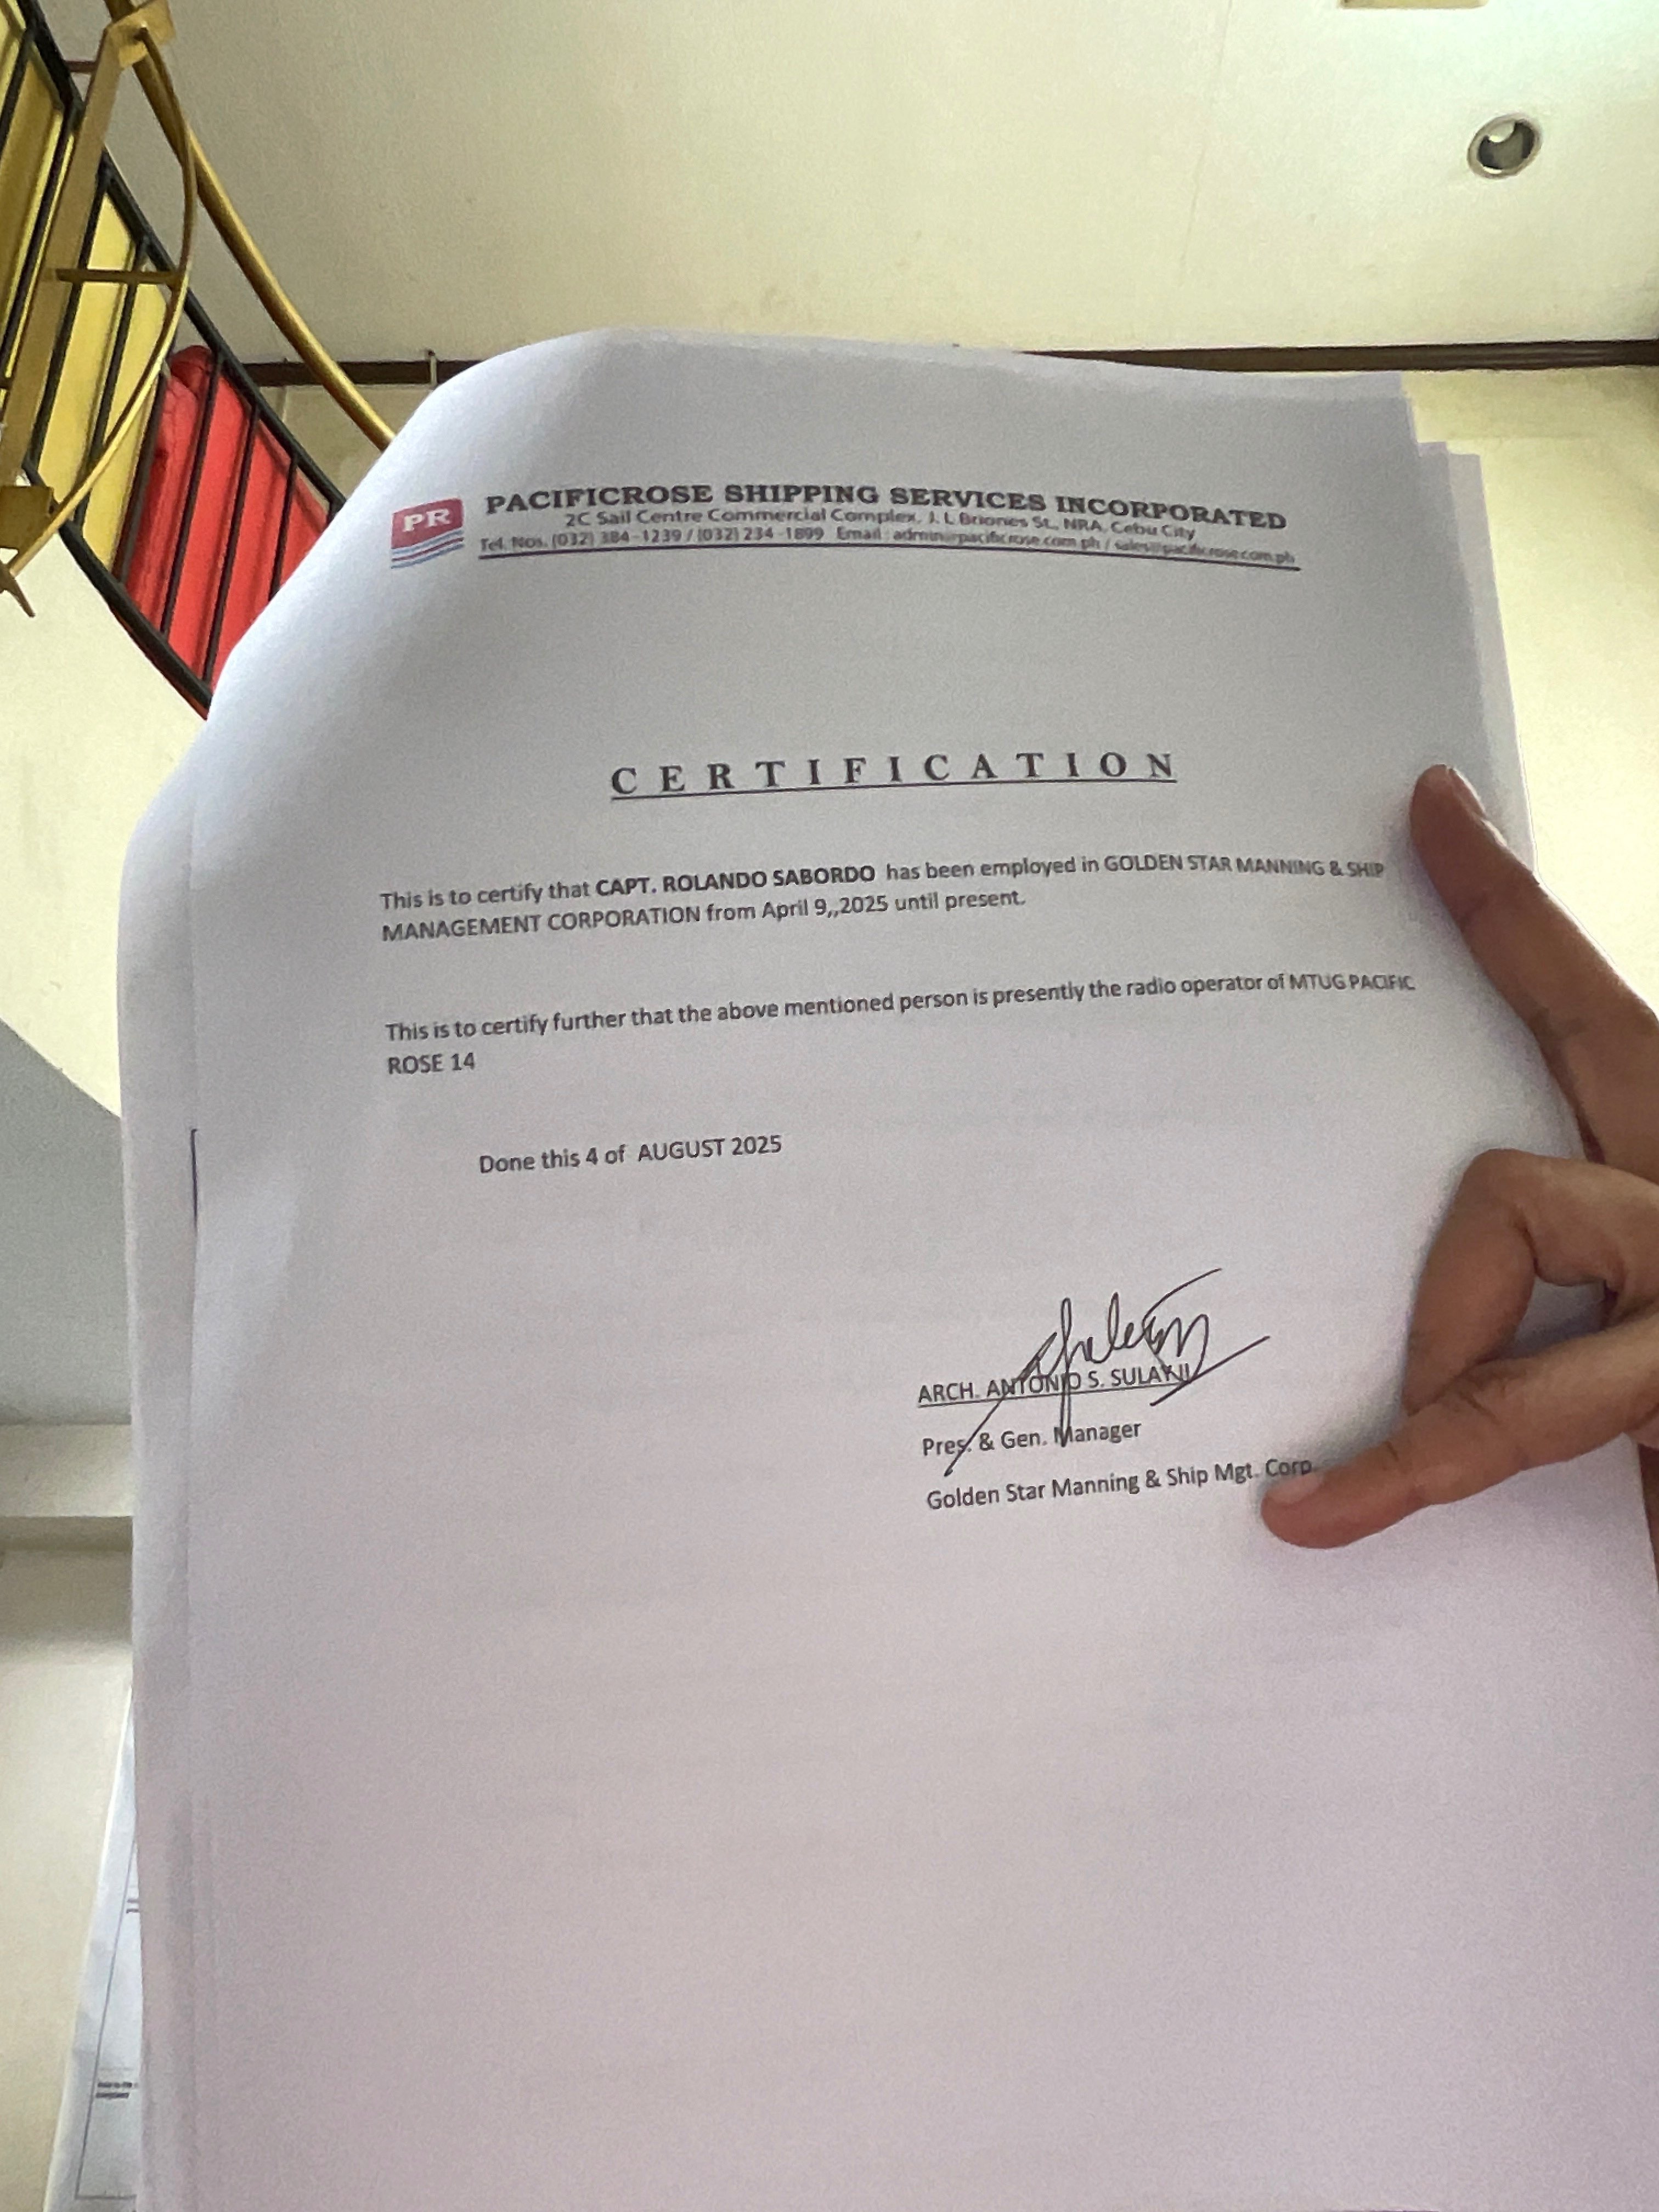 PR
PACIFICROSE SHIPPING SERVICES INCORPORATED
2C Sail Centre Commercial Complex, J. L Briones St., NRA, Cebu City
Tel. Nos. (032) 384-1239 / (032) 234-1899 Email : admin@pacificrose.com.ph / sales@pacificrose.com.ph
CERTIFICATION
This is to certify that CAPT. ROLANDO SABORDO has been employed in GOLDEN STAR MANNING & SHIP
MANAGEMENT CORPORATION from April 9,,2025 until present.
This is to certify further that the above mentioned person is presently the radio operator of MTUG PACIFIC
ROSE 14
Done this 4 of AUGUST 2025
ARCH. ANTONIO S.
Pres. & Gen. Manager
Golden Star Manning & Ship Mgt. Corp.